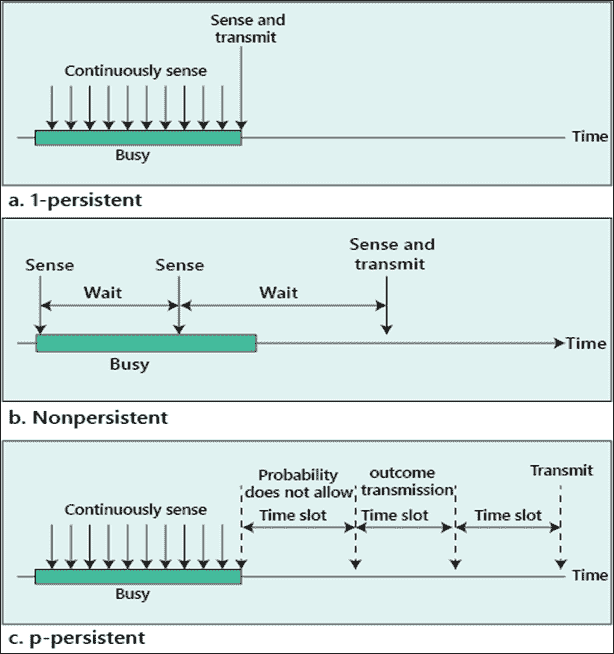 Sense and
transmit
Continuously sense
Time
Busy
a. 1-persistent
Sense and
transmit
Sense
Sense
Wait
Wait
Time
Busy
b. Nonpersistent
Probability
does not allow
outcome
transmission
Transmit
Continuously sense
Time slot
Time slot
Time slot
Time
Busy
c. p-persistent